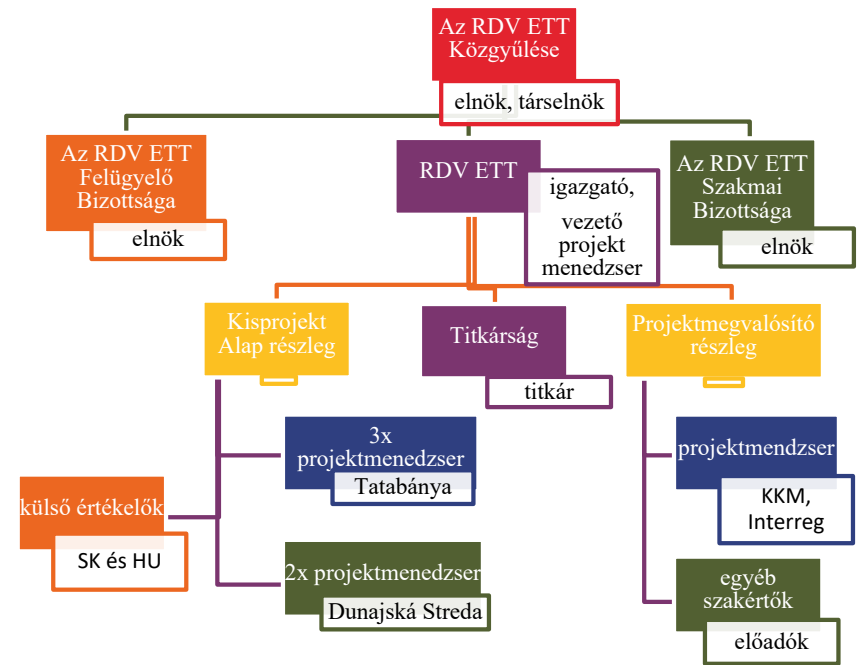 Az RDV ETT
Közgyűlése
elnök, társelnök
Az RDV ETT
Felügyelő
Bizottsága
elnök
RDV ETT
igazgató,
vezető
projekt
menedzser
Az RDV ETT
Szakmai
Bizottsága
elnök
Kisprojekt
Alap részleg
Titkárság
titkár
Projektmegvalósító
részleg
3x
projektmenedzser
Tatabánya
projektmendzser
KKM,
Interreg
külső értékelők
SK és HU
2x projektmenedzser
Dunajská Streda
egyéb
szakértők
előadók